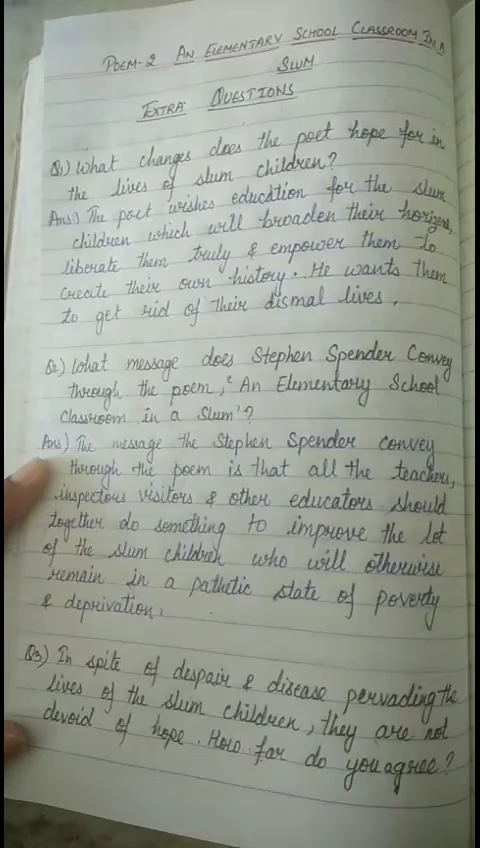 POEM-2 AN ELEMENTARY SCHOOL CLASSROOM IN A
SLUM
EXTRA QUESTIONS
Q1) What changes does the poet hope for in
the lives of slum children?
Ans) The poet wishes education for the slum
children which will broaden their horizens,
liberate them truly & empower them to
create their own history. He wants them
to get rid of their dismal lives.
Q2) What message does Stephen Spender Convey
through the poem, 'An Elementary School
Classroom in a Slum'?
Ans) The message the Stephen Spender convey
through the poem is that all the teachers,
inspectors visitors & other educators should
together do something to improve the lot
of the slum children who will otherwise
remain in a pathetic state of poverty
& deprivation.
Q3) In spite of despair & disease pervading the
lives of the slum children, they are not
devoid of hope. How far do you agree?